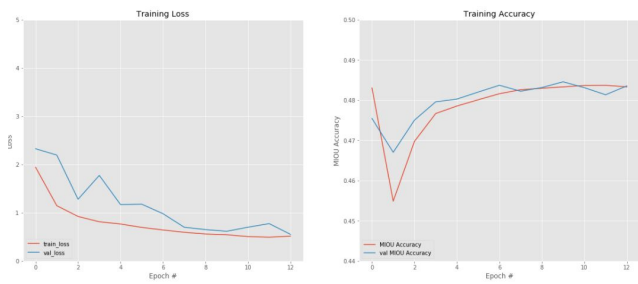 Training Loss
5
4
3
2
1
0
Loss
0 2 4 6 8 10 12
Epoch #
train_loss
val_loss
Training Accuracy
0.50
0.49
0.48
0.47
0.46
0.45
0.44
MIOU Accuracy
0 2 4 6 8 10 12
Epoch #
MIOU Accuracy
val MIOU Accuracy